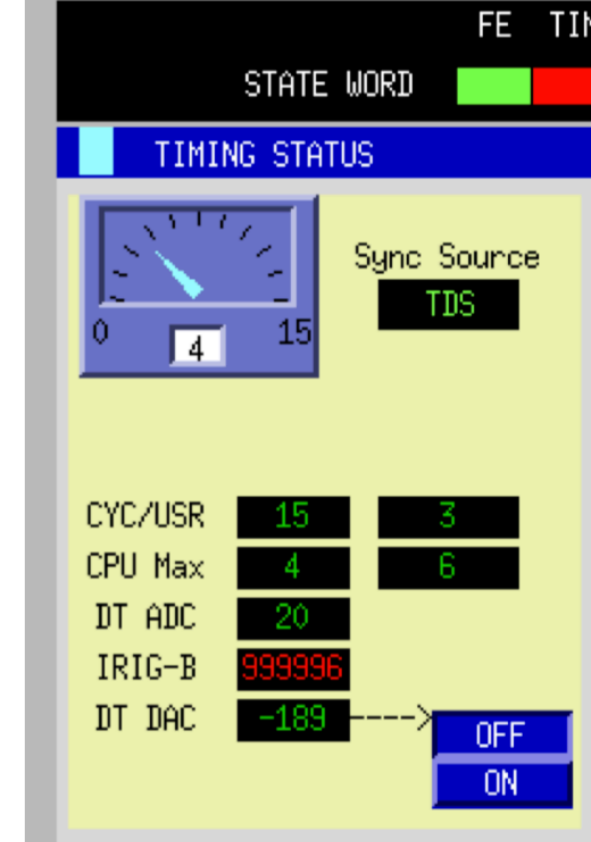 FE TIM
STATE WORD
TIMING STATUS
0 4 15
Sync Source
TDS
CYC/USR 15 3
CPU Max 4 6
DT ADC 20
IRIG-B 999996
DT DAC -189 ---->
OFF
ON